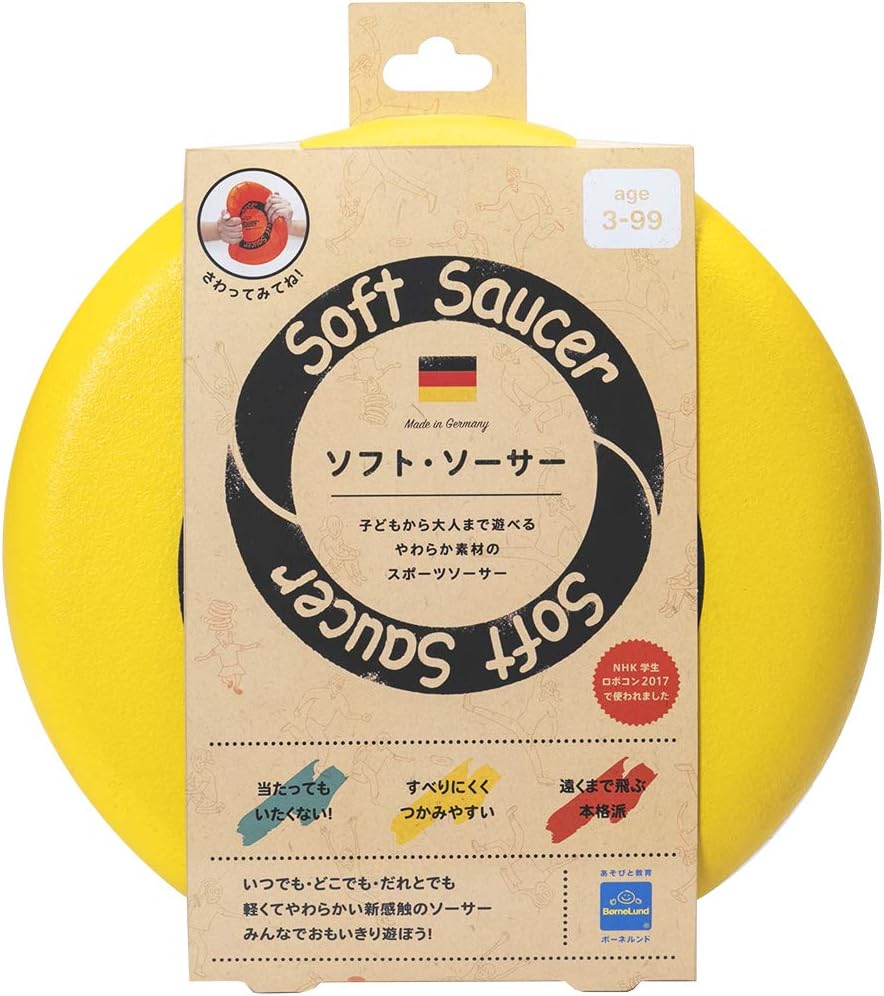 age
3-99
さわってみてね!
Soft Saucer
Made in Germany
ソフト・ソーサー
子どもから大人まで遊べる
やわらか素材の
スポーツソーサー
Soft Saucer
NHK 学生
ロボコン2017
で使われました
当たっても
いたくない!
すべりにくく
つかみやすい
遠くまで飛ぶ
本格派
いつでも・どこでも・だれとでも
軽くてやわらかい新感触のソーサー
みんなでおもいきり遊ぼう!
あそびと教育
BørneLund
®
ボーネルンド